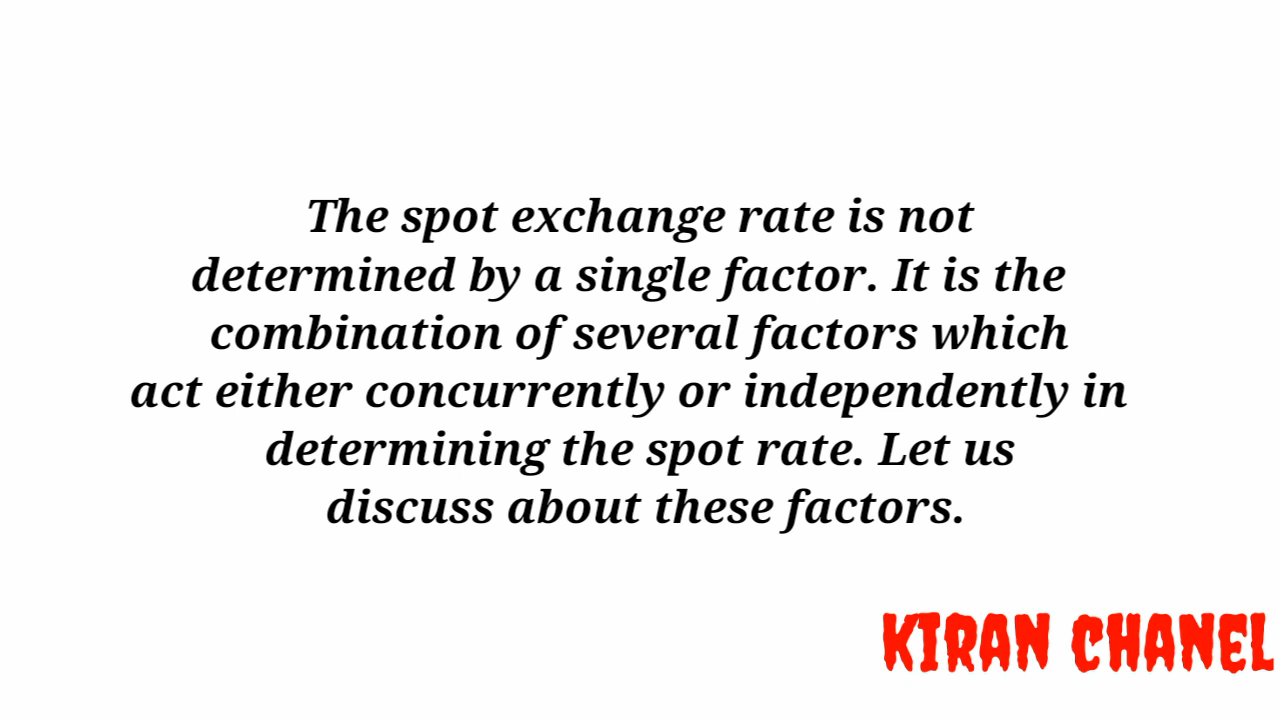 The spot exchange rate is not
determined by a single factor. It is the
combination of several factors which
act either concurrently or independently in
determining the spot rate. Let us
discuss about these factors.
KIRAN CHANEL